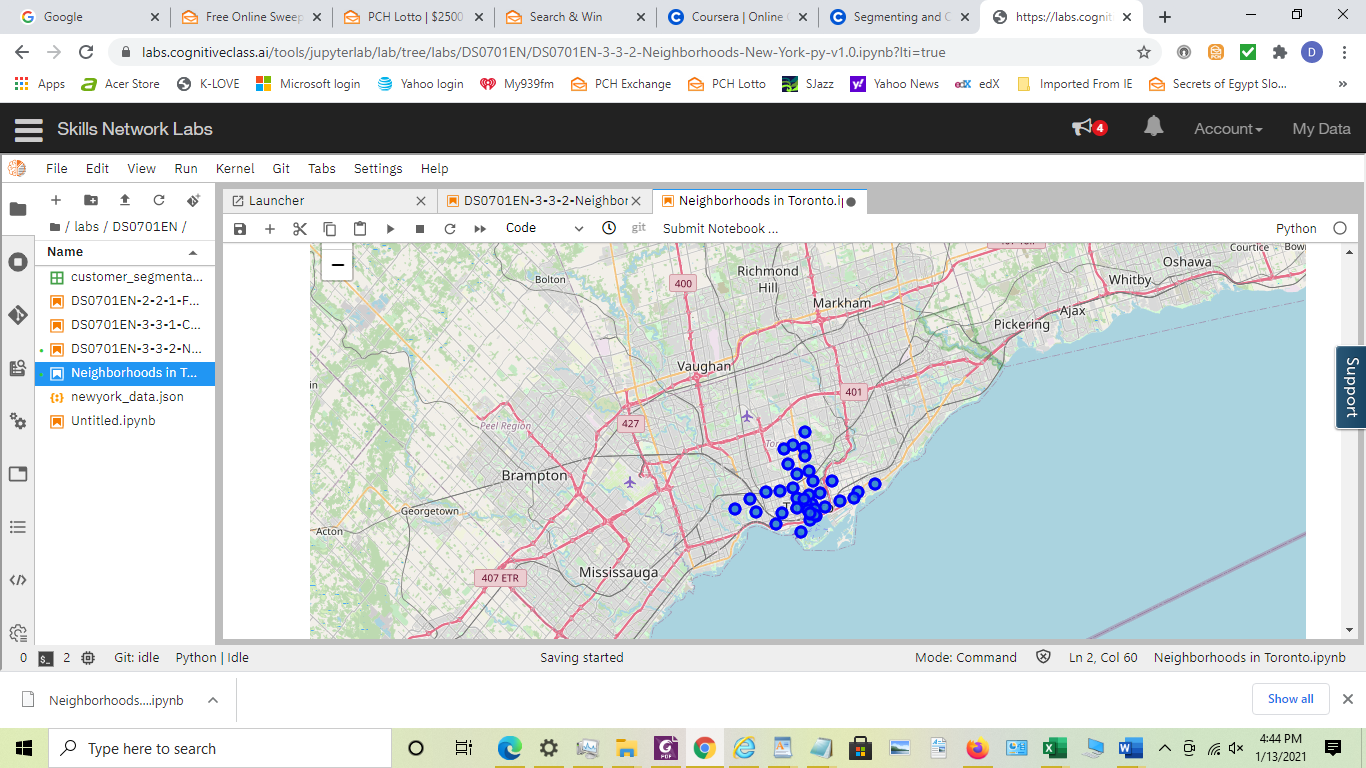 Google
Free Online Sweep
PCH Lotto | $2500
Search & Win
Coursera | Online
Segmenting and C
https://labs.cognit
labs.cognitiveclass.ai/tools/jupyterlab/lab/tree/labs/DS0701EN/DS0701EN-3-3-2-Neighborhoods-New-York-py-v1.0.ipynb?lti=true
D
Apps
Acer Store
K-LOVE
Microsoft login
Yahoo login
My939fm
PCH Exchange
PCH Lotto
SJazz
Yahoo News
edX
edX
Imported From IE
Secrets of Egypt Slo...
»
Skills Network Labs
4
Account
My Data
File Edit View Run Kernel Git Tabs Settings Help
Launcher
DS0701EN-3-3-2-Neighbor
Neighborhoods in Toronto.i
/ labs / DS0701EN /
Code
git
Submit Notebook ...
Python
Name
customer_segmenta...
DS0701EN-2-2-1-F...
DS0701EN-3-3-1-C...
DS0701EN-3-3-2-N...
Neighborhoods in T...
newyork_data.json
Untitled.ipynb
−
Bolton
400
Richmond
Hill
Markham
Courtice
Oshawa
Whitby
Ajax
Pickering
Vaughan
401
427
Peel Region
Brampton
Georgetown
Acton
407 ETR
Mississauga
Support
0
2
Git: idle
Python | Idle
Saving started
Mode: Command
Ln 2, Col 60
Neighborhoods in Toronto.ipynb
Neighborhoods....ipynb
Show all
Type here to search
4:44 PM
1/13/2021